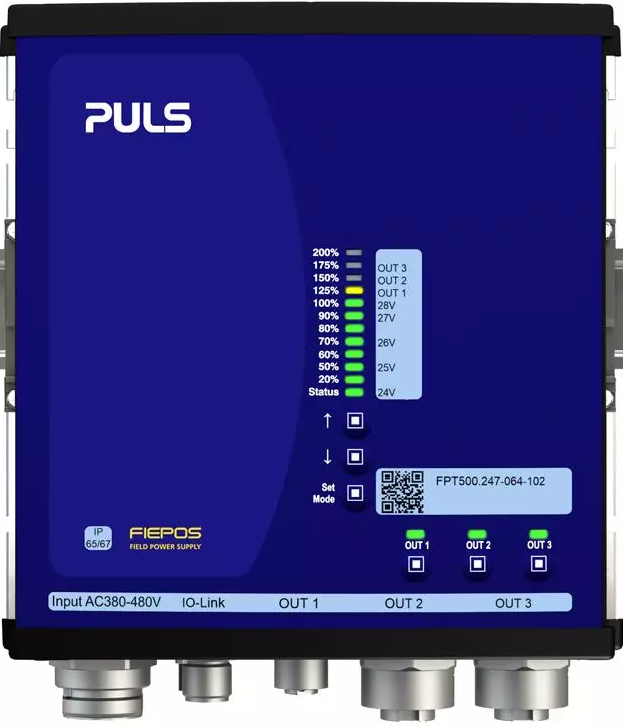 PULS
200%
175% OUT 3
150% OUT 2
125% OUT 1
100% 28V
90% 27V
80%
70% 26V
60%
50% 25V
20%
Status 24V
↑
↓
Set
Mode
FPT500.247-064-102
IP
65/67
FIEPOS
FIELD POWER SUPPLY
OUT 1 OUT 2 OUT 3
Input AC380-480V IO-Link OUT 1 OUT 2 OUT 3